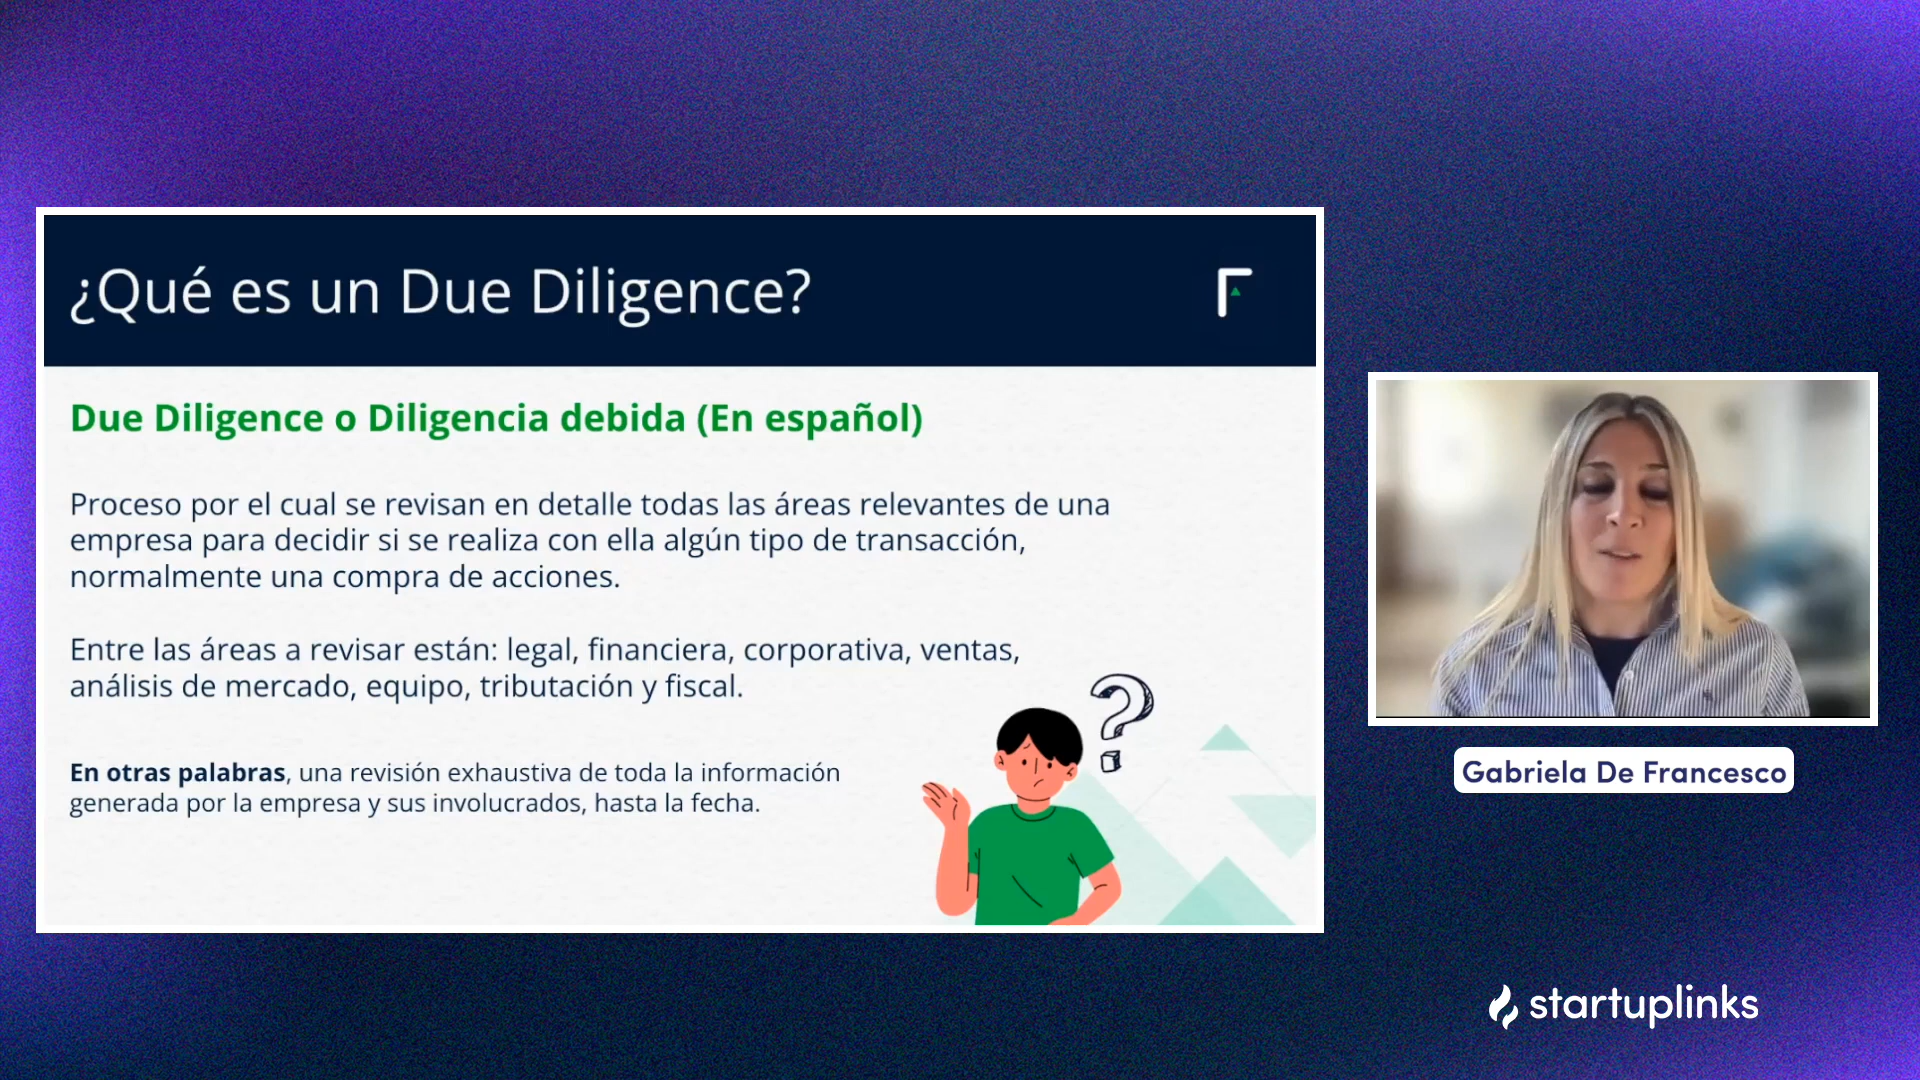 ¿Qué es un Due Diligence?
F
Due Diligence o Diligencia debida (En español)
Proceso por el cual se revisan en detalle todas las áreas relevantes de una
empresa para decidir si se realiza con ella algún tipo de transacción,
normalmente una compra de acciones.
Entre las áreas a revisar están: legal, financiera, corporativa, ventas,
análisis de mercado, equipo, tributación y fiscal.
?
En otras palabras, una revisión exhaustiva de toda la información
generada por la empresa y sus involucrados, hasta la fecha.
Gabriela De Francesco
startuplinks